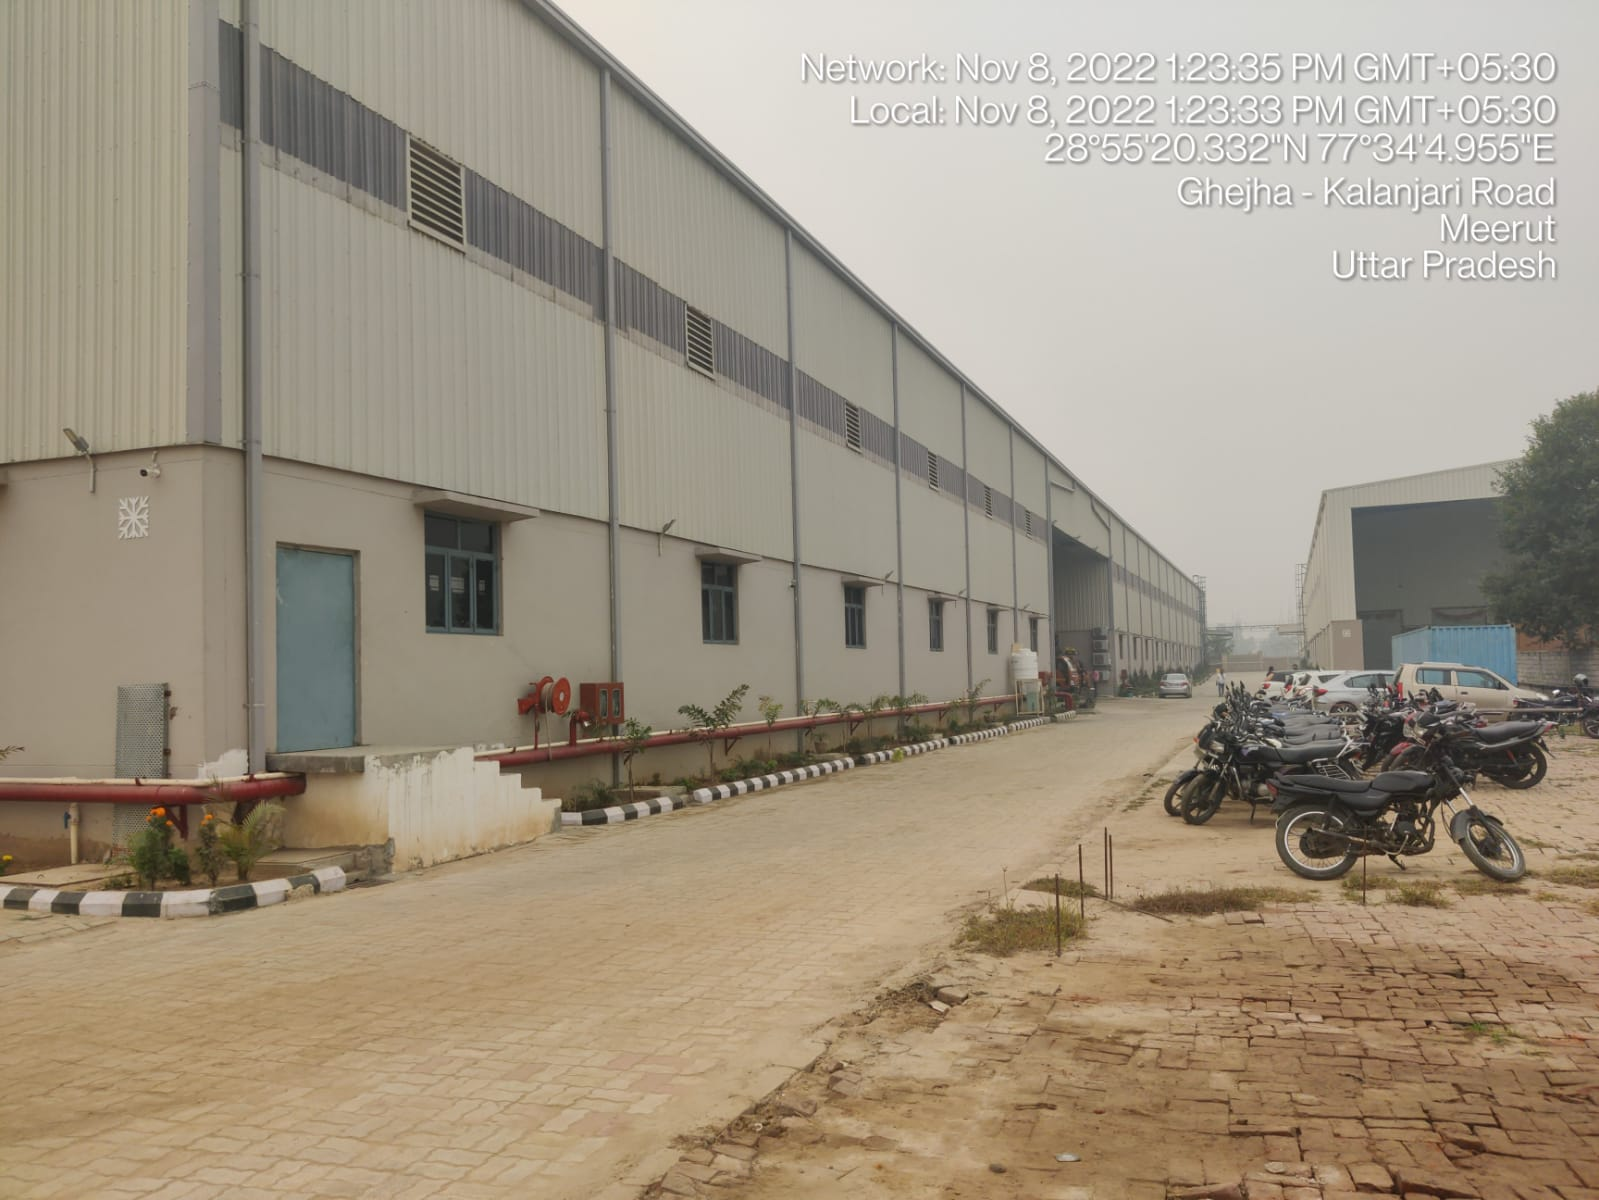 Network: Nov 8, 2022 1:23:35 PM GMT+05:30
Local: Nov 8, 2022 1:23:33 PM GMT+05:30
28°55'20.332"N 77°34'4.955"E
Ghejha - Kalanjari Road
Meerut
Uttar Pradesh